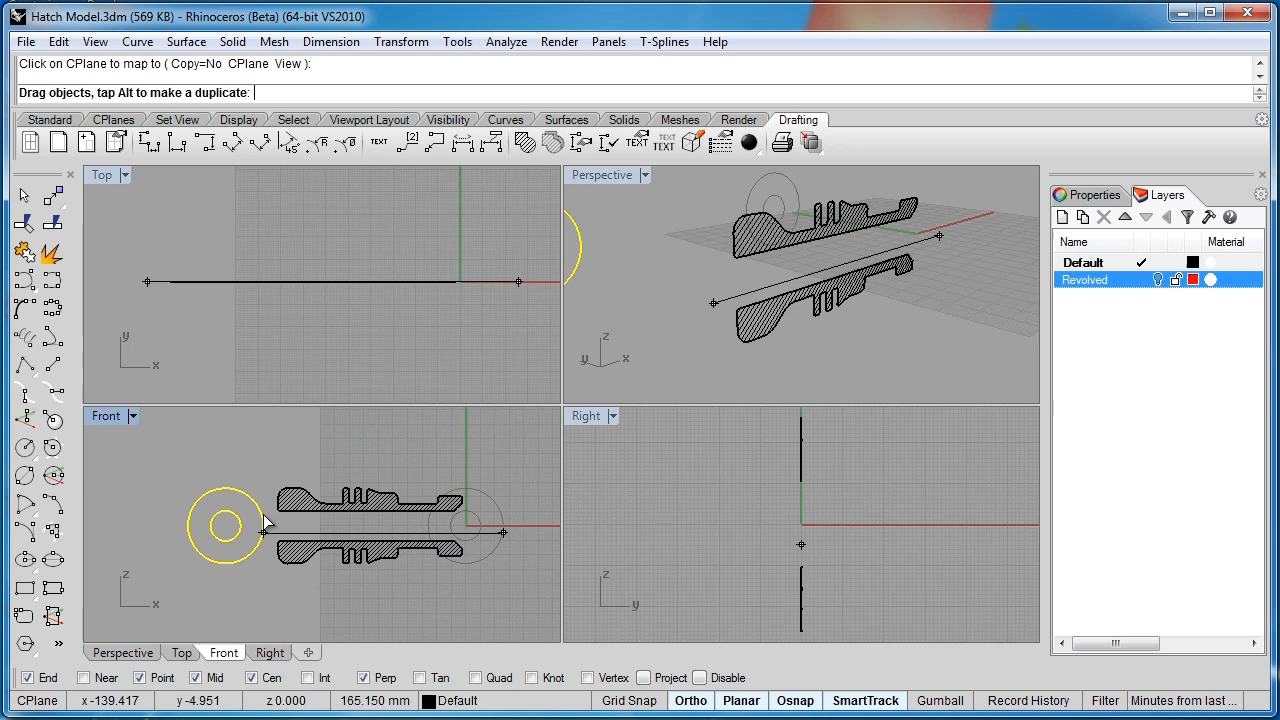 Hatch Model.3dm (569 KB) - Rhinoceros (Beta) (64-bit VS2010)
File Edit View Curve Surface Solid Mesh Dimension Transform Tools Analyze Render Panels T-Splines Help
Click on CPlane to map to ( Copy=No CPlane View ):
Drag objects, tap Alt to make a duplicate:
Standard CPlanes Set View Display Select Viewport Layout Visibility Curves Surfaces Solids Meshes Render Drafting
TEXT TEXT TEXT TEXT
Top
Perspective
Properties Layers
Name Material
Default
Revolved
y
x
z
y x
Front
Right
z
x
z
y
Perspective Top Front Right
End Near Point Mid Cen Int Perp Tan Quad Knot Vertex Project Disable
CPlane x -139.417 y -4.951 z 0.000 165.150 mm Default Grid Snap Ortho Planar Osnap SmartTrack Gumball Record History Filter Minutes from last ...